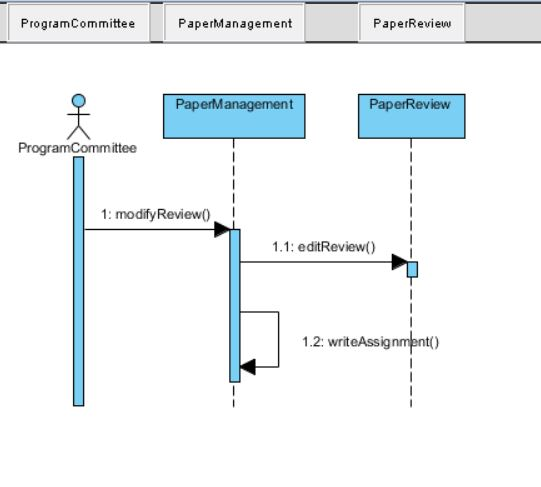 ProgramCommittee
PaperManagement
PaperReview
PaperManagement
PaperReview
ProgramCommittee
1: modifyReview()
1.1: editReview()
1.2: writeAssignment()